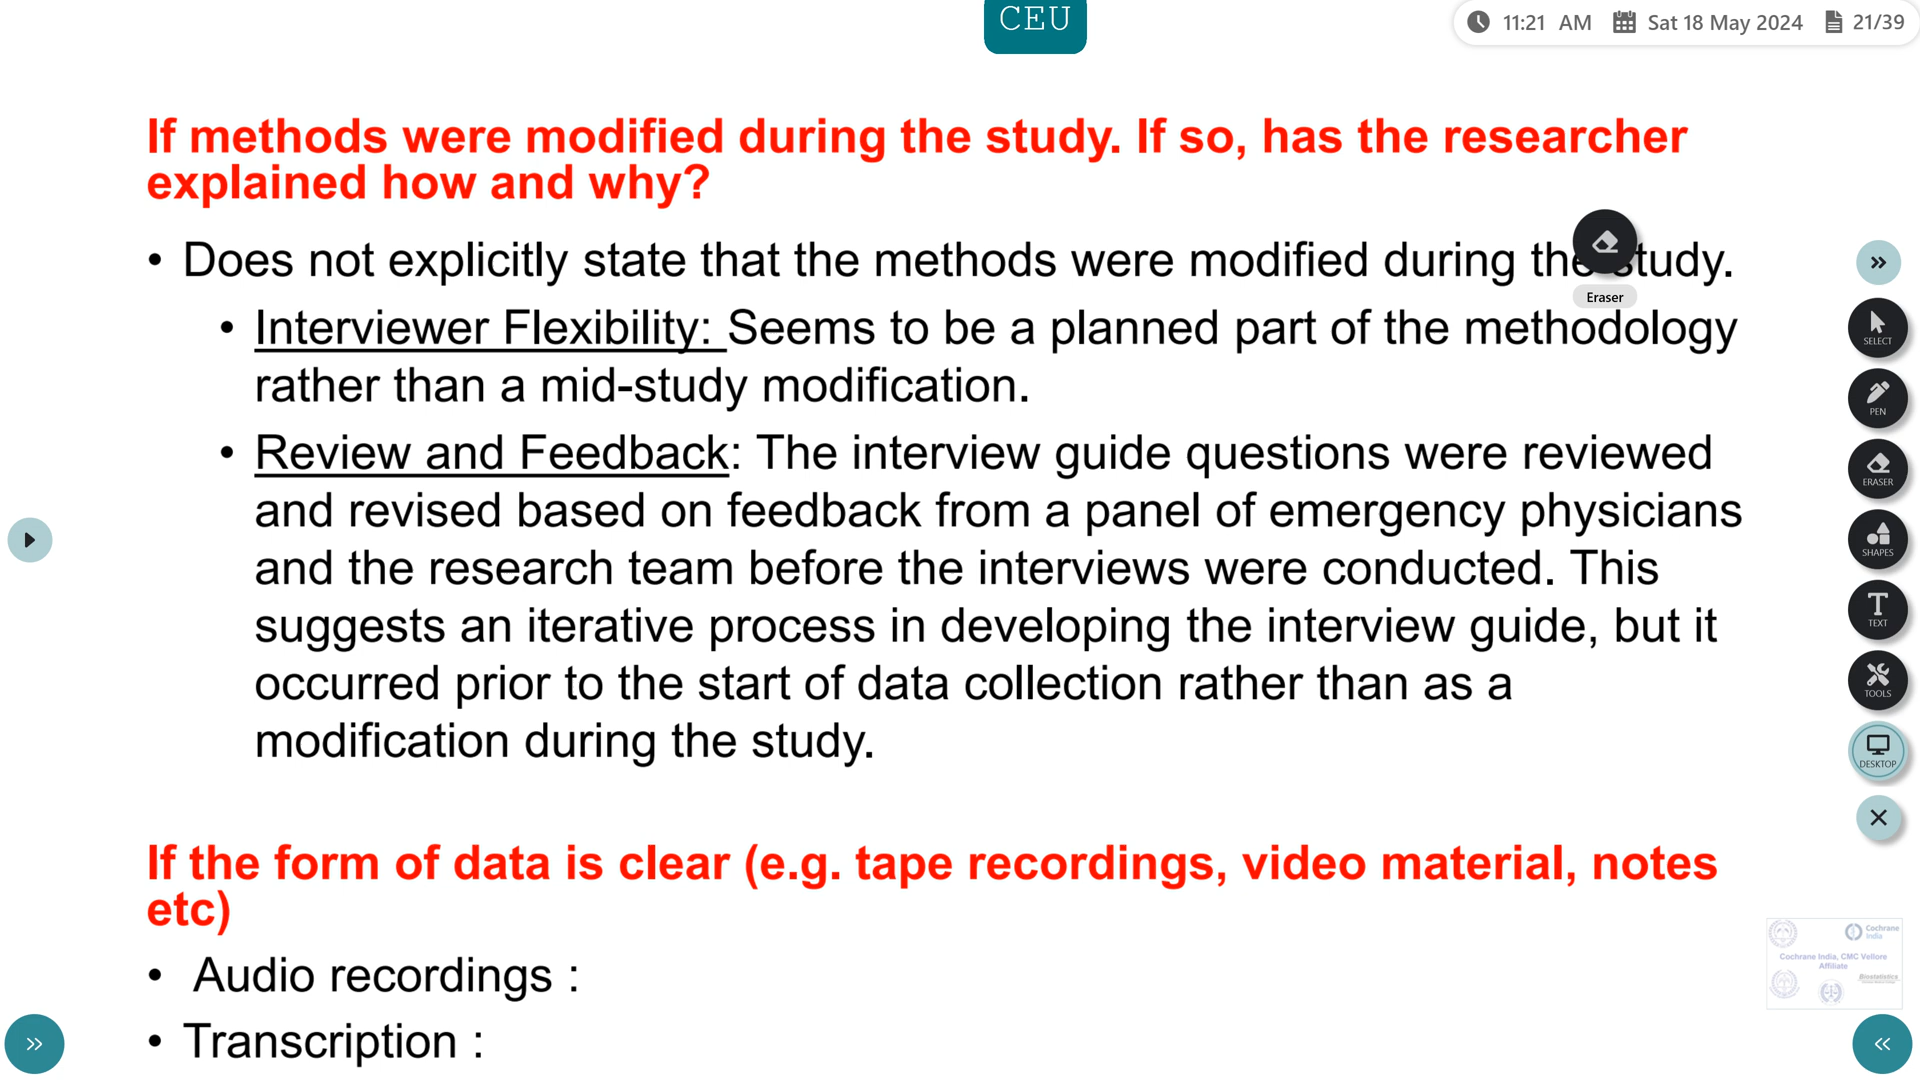 CEU
11:21 AM Sat 18 May 2024 21/39
If methods were modified during the study. If so, has the researcher
explained how and why?
• Does not explicitly state that the methods were modified during the study.
Eraser
• Interviewer Flexibility: Seems to be a planned part of the methodology
rather than a mid-study modification.
• Review and Feedback: The interview guide questions were reviewed
and revised based on feedback from a panel of emergency physicians
and the research team before the interviews were conducted. This
suggests an iterative process in developing the interview guide, but it
occurred prior to the start of data collection rather than as a
modification during the study.
If the form of data is clear (e.g. tape recordings, video material, notes
etc)
• Audio recordings :
• Transcription :
SELECT
PEN
ERASER
SHAPES
TEXT
TOOLS
DESKTOP
Cochrane
India
Cochrane India, CMC Vellore
Affiliate
Biostatistics